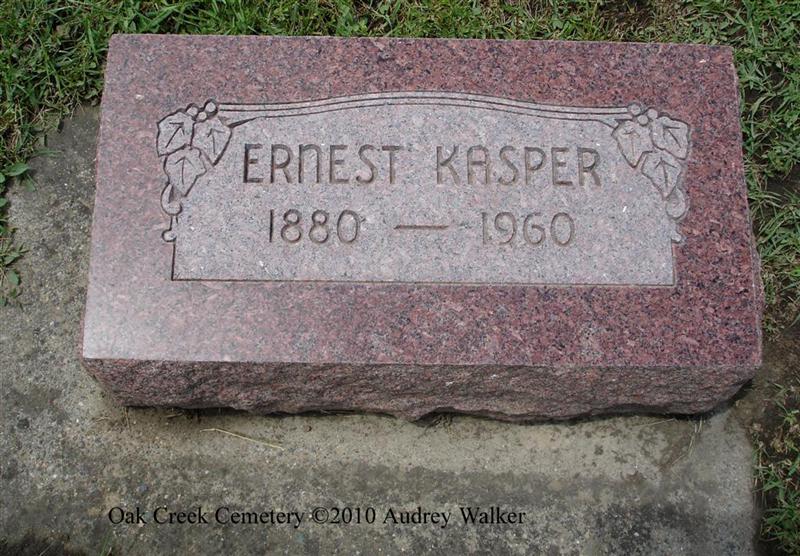 ERNEST KASPER
1880 — 1960
Oak Creek Cemetery ©2010 Audrey Walker